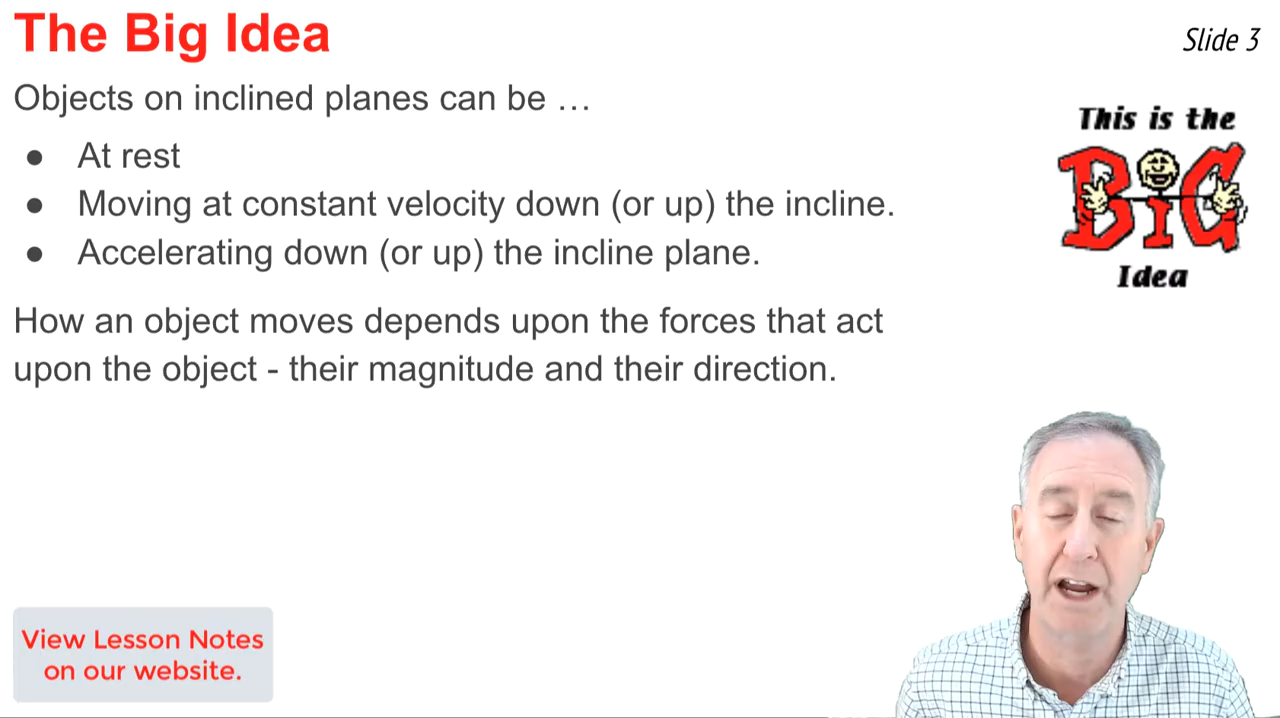 The Big Idea
Slide 3
Objects on inclined planes can be …
● At rest
● Moving at constant velocity down (or up) the incline.
● Accelerating down (or up) the incline plane.
How an object moves depends upon the forces that act
upon the object - their magnitude and their direction.
This is the
BIG
Idea
View Lesson Notes
on our website.